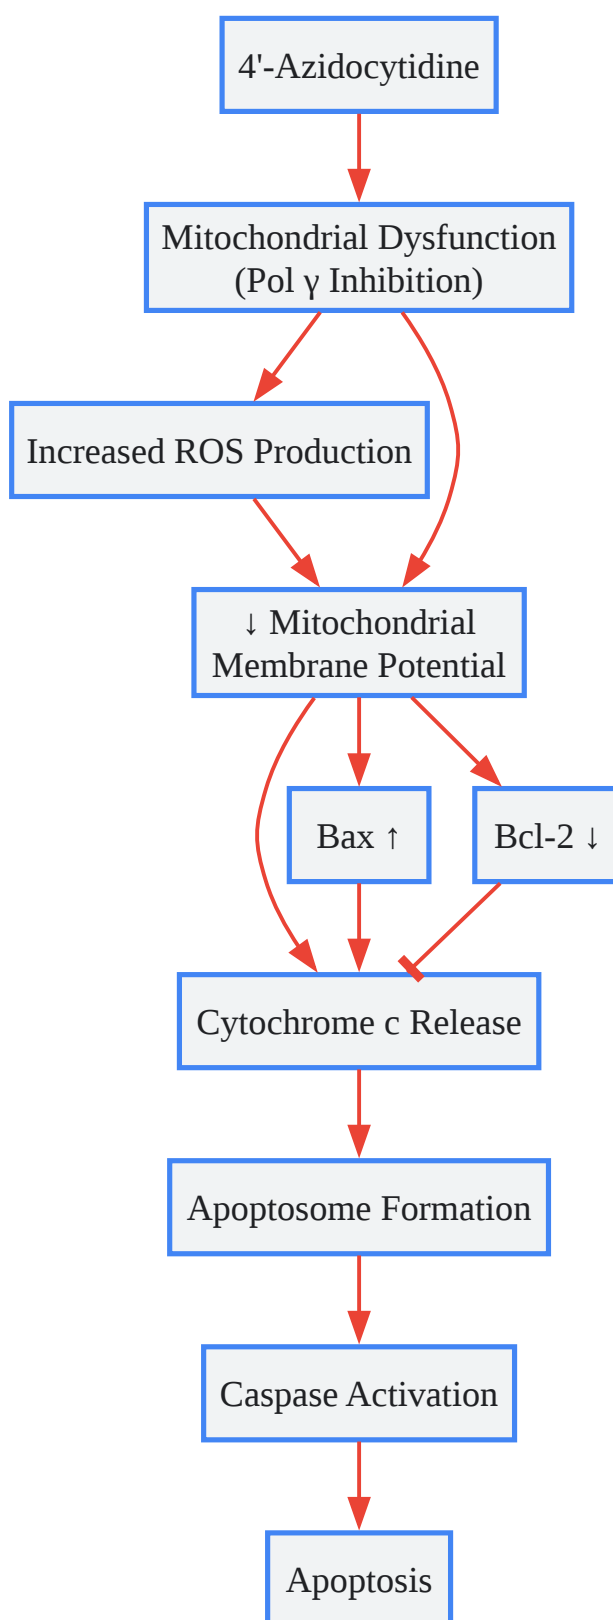 4'-Azidocytidine
Mitochondrial Dysfunction
(Pol γ Inhibition)
Increased ROS Production
↓ Mitochondrial
Membrane Potential
Bax ↑
Bcl-2 ↓
Cytochrome c Release
Apoptosome Formation
Caspase Activation
Apoptosis